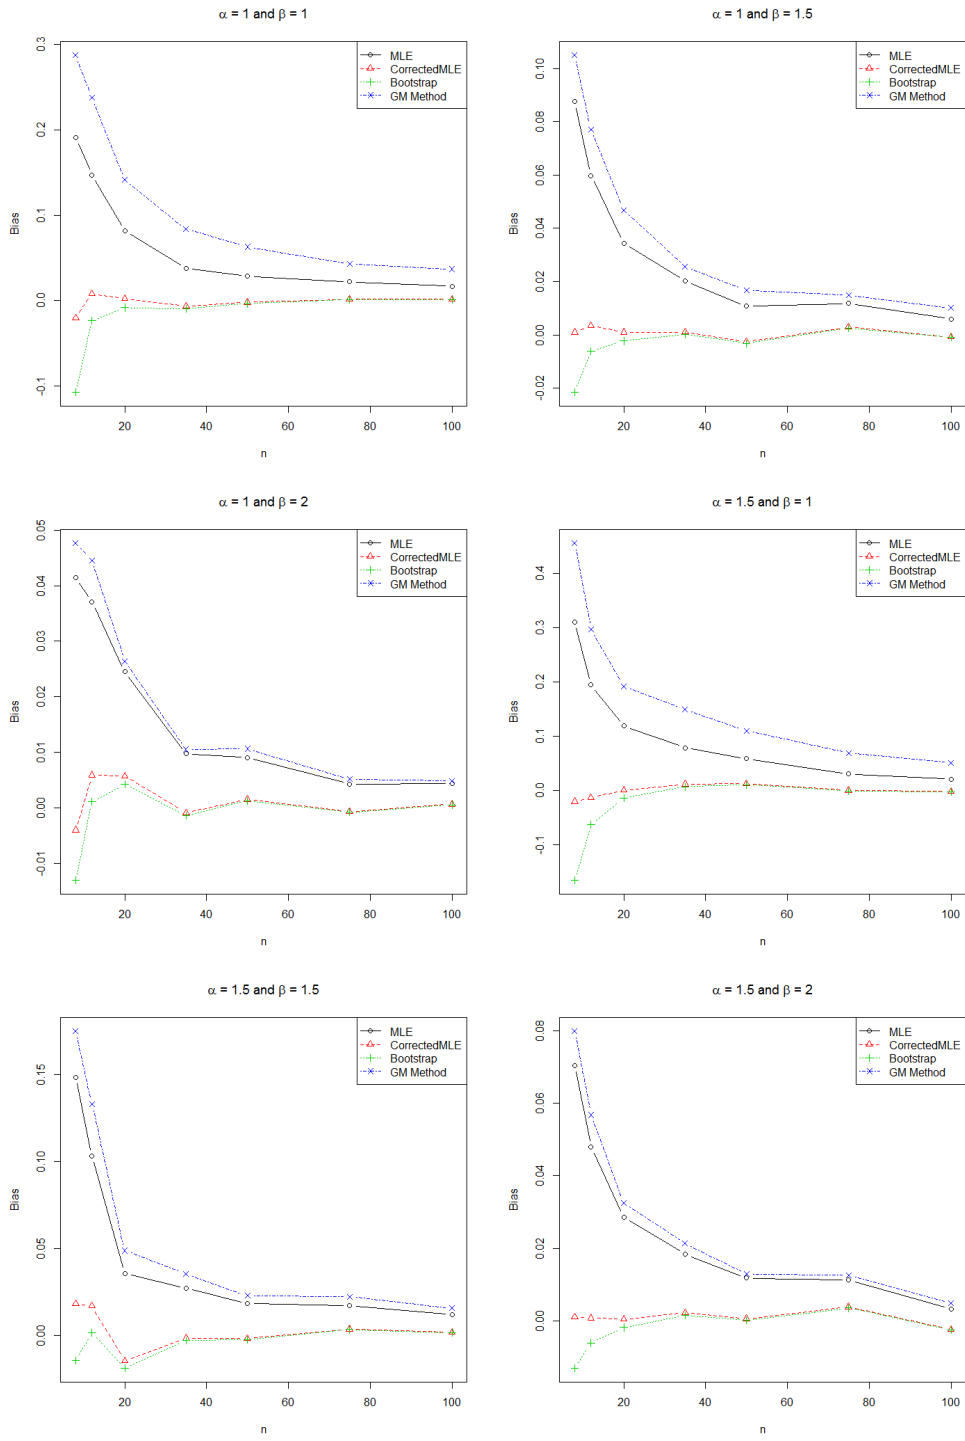 α = 1 and β = 1
MLE
CorrectedMLE
Bootstrap
GM Method
Bias
0.3
0.2
0.1
0.0
-0.1
20 40 60 80 100
n
α = 1 and β = 1.5
MLE
CorrectedMLE
Bootstrap
GM Method
Bias
0.10
0.08
0.06
0.04
0.02
0.00
-0.02
20 40 60 80 100
n
α = 1 and β = 2
MLE
CorrectedMLE
Bootstrap
GM Method
Bias
0.05
0.04
0.03
0.02
0.01
0.00
-0.01
20 40 60 80 100
n
α = 1.5 and β = 1
MLE
CorrectedMLE
Bootstrap
GM Method
Bias
0.4
0.3
0.2
0.1
0.0
-0.1
20 40 60 80 100
n
α = 1.5 and β = 1.5
MLE
CorrectedMLE
Bootstrap
GM Method
Bias
0.15
0.10
0.05
0.00
20 40 60 80 100
n
α = 1.5 and β = 2
MLE
CorrectedMLE
Bootstrap
GM Method
Bias
0.08
0.06
0.04
0.02
0.00
20 40 60 80 100
n